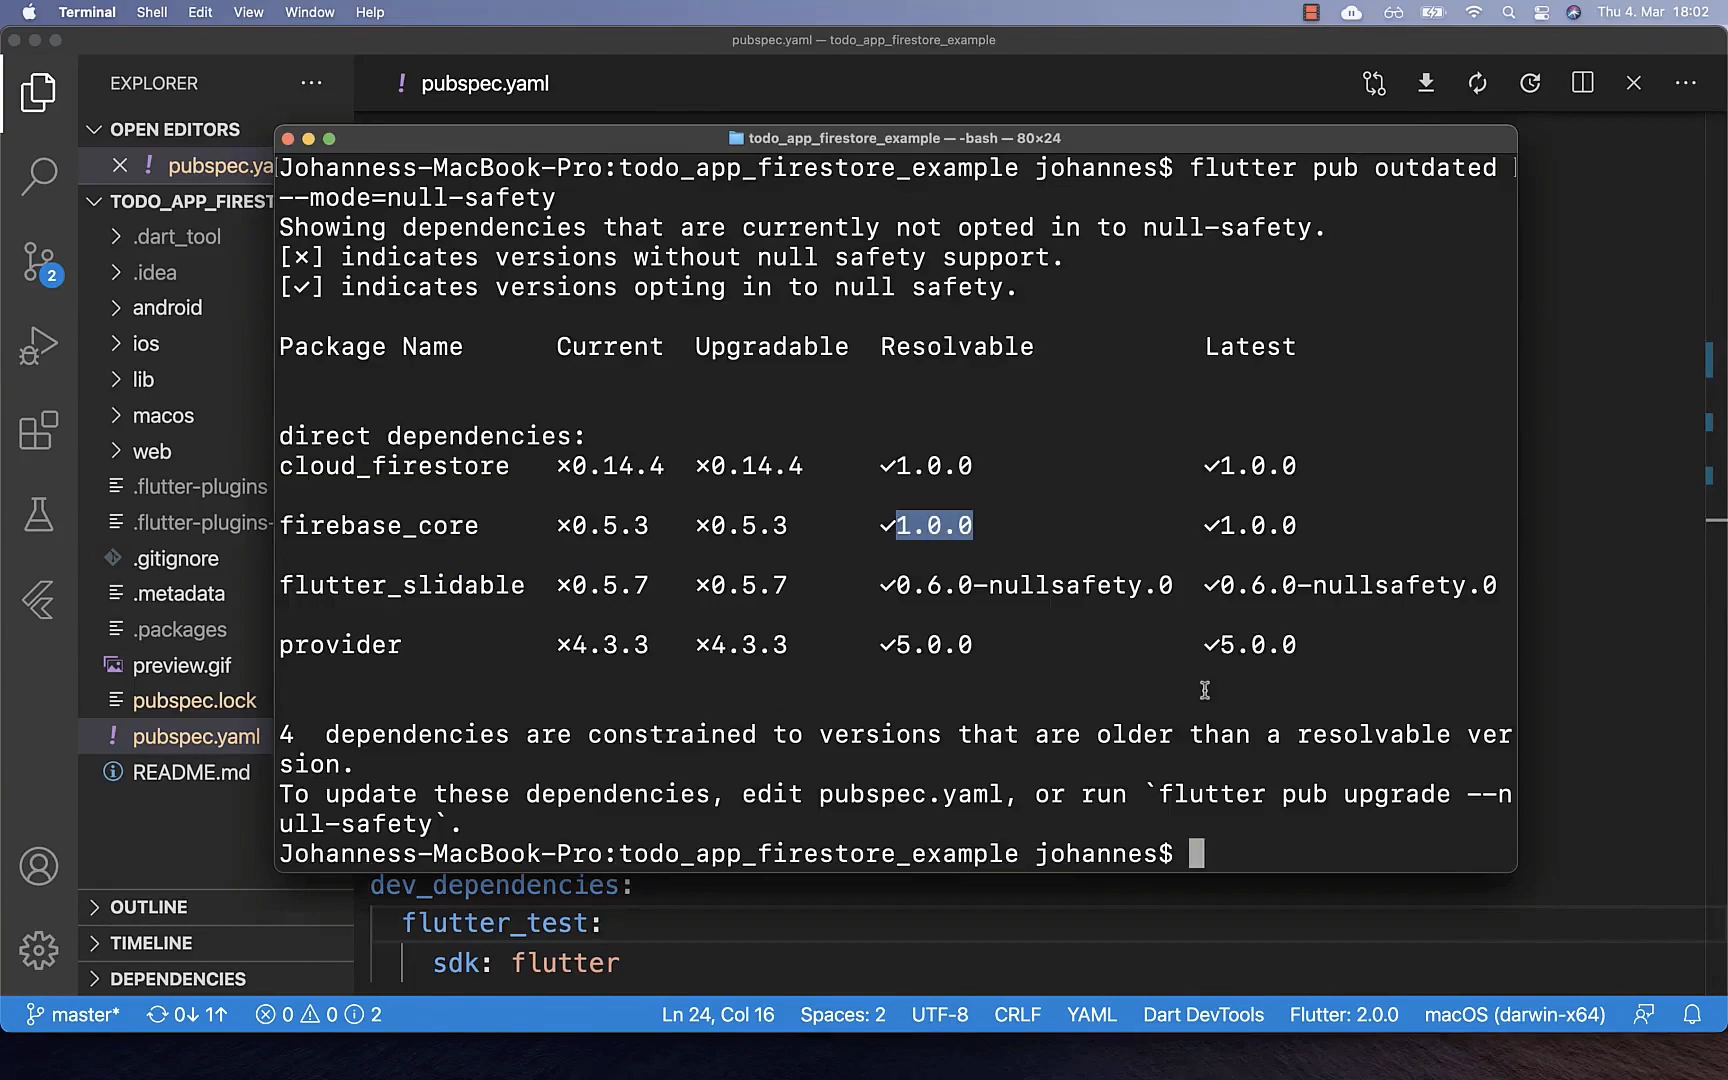 Terminal Shell Edit View Window Help Thu 4. Mar 18:02
pubspec.yaml — todo_app_firestore_example
EXPLORER ···
! pubspec.yaml
OPEN EDITORS
! pubspec.ya
TODO_APP_FIREST
.dart_tool
.idea
android
ios
lib
macos
web
.flutter-plugins
.flutter-plugins-
.gitignore
.metadata
.packages
preview.gif
pubspec.lock
! pubspec.yaml
README.md
2
OUTLINE
TIMELINE
DEPENDENCIES
todo_app_firestore_example — -bash — 80×24
Johanness-MacBook-Pro:todo_app_firestore_example johannes$ flutter pub outdated
--mode=null-safety
Showing dependencies that are currently not opted in to null-safety.
[✗] indicates versions without null safety support.
[✓] indicates versions opting in to null safety.
Package Name Current Upgradable Resolvable Latest
direct dependencies:
cloud_firestore ✗0.14.4 ✗0.14.4 ✓1.0.0 ✓1.0.0
firebase_core ✗0.5.3 ✗0.5.3 ✓1.0.0 ✓1.0.0
flutter_slidable ✗0.5.7 ✗0.5.7 ✓0.6.0-nullsafety.0 ✓0.6.0-nullsafety.0
provider ✗4.3.3 ✗4.3.3 ✓5.0.0 ✓5.0.0
4 dependencies are constrained to versions that are older than a resolvable ver
sion.
To update these dependencies, edit pubspec.yaml, or run `flutter pub upgrade --n
ull-safety`.
Johanness-MacBook-Pro:todo_app_firestore_example johannes$
dev_dependencies:
flutter_test:
sdk: flutter
master* 0↓ 1↑ 0 0 2 Ln 24, Col 16 Spaces: 2 UTF-8 CRLF YAML Dart DevTools Flutter: 2.0.0 macOS (darwin-x64)